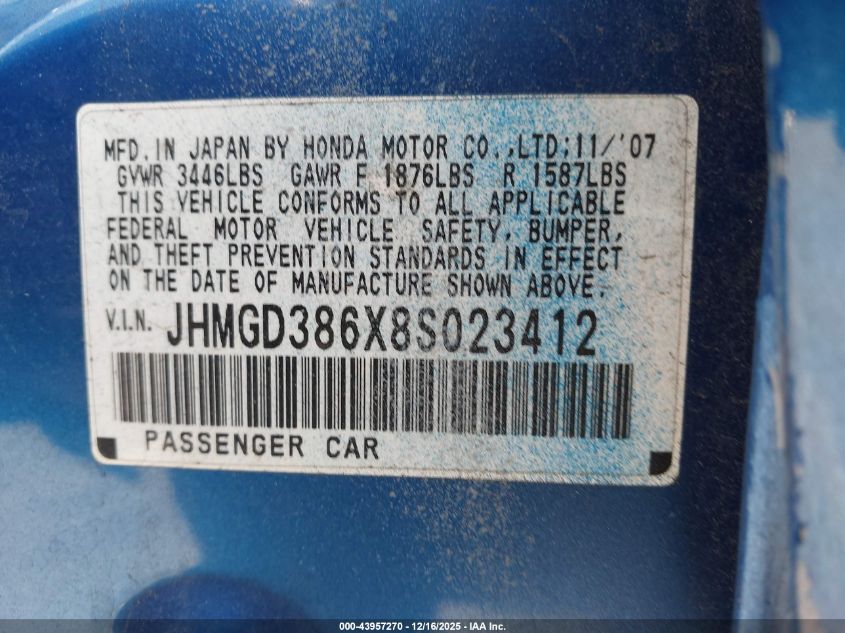 MFD. IN JAPAN BY HONDA MOTOR CO.,LTD;11/'07
GVWR 3446LBS GAWR F 1876LBS R 1587LBS
THIS VEHICLE CONFORMS TO ALL APPLICABLE
FEDERAL MOTOR VEHICLE SAFETY, BUMPER,
AND THEFT PREVENTION STANDARDS IN EFFECT
ON THE DATE OF MANUFACTURE SHOWN ABOVE.
V.I.N. JHMGD386X8S023412
PASSENGER CAR
000-43957270 - 12/16/2025 - IAA Inc.